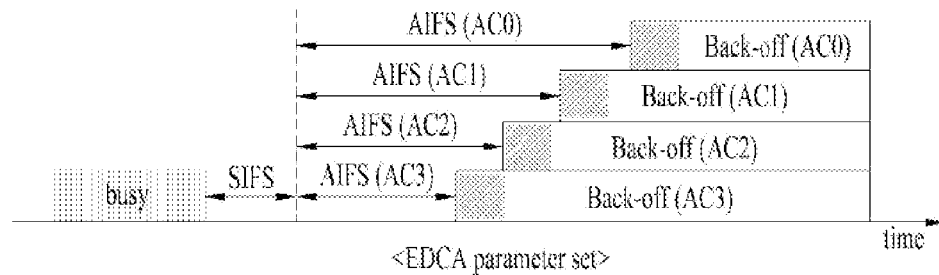 AIFS (AC0)
Back-off (AC0)
AIFS (AC1)
Back-off (AC1)
AIFS (AC2)
Back-off (AC2)
busy
SIFS
AIFS (AC3)
Back-off (AC3)
time
<EDCA parameter set>